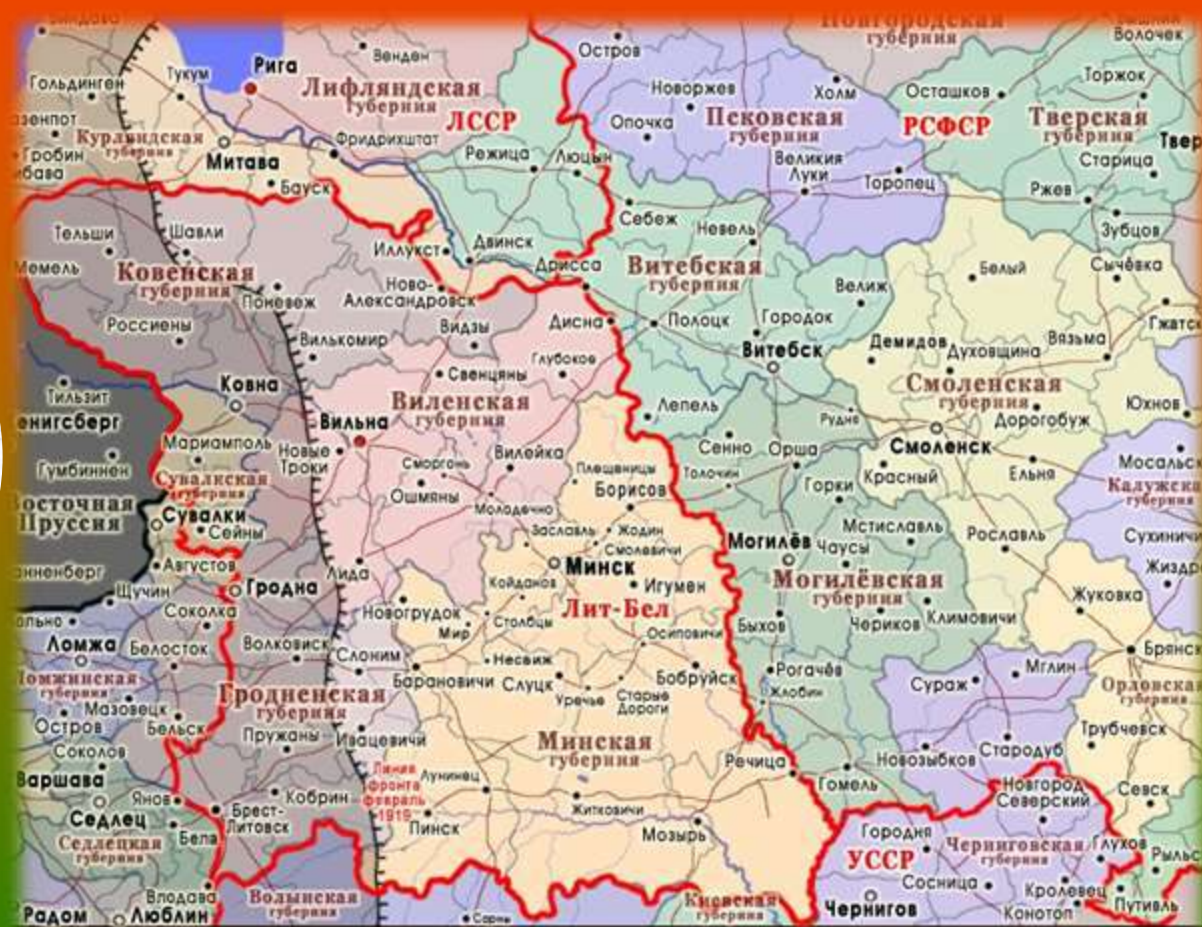 Новгородская
губерния
Вышний
Волочек
Остров
Венден
Рига
Тукум
Гольдинген
Торжок
Новоржев
Холм
Осташков
Лифляндская
губерния
ЛССР
Опочка
Псковская
губерния
РСФСР
Тверская
губерния
Курляндская
губерния
Фридрихштат
Митава
Гробин
Режица
Люцын
Великия
Луки
Торопец
Старица
Бауск
Ржев
Себеж
Невель
Зубцов
Тельши
Шавли
Иллукст
Двинск
Дрисса
Витебская
губерния
Белый
Сычёвка
Мемель
Ковенская
губерния
Поневеж
Ново-
Александровск
Велиж
Россиены
Вилькомир
Видзы
Дисна
Полоцк
Городок
Вязьма
Глубокое
Витебск
Демидов
Духовщина
Свенцяны
Тильзит
Ковна
Виленская
губерния
Смоленская
губерния
Юхнов
Лепель
Рудня
Дорогобуж
Вильна
Мариамполь
Новые
Троки
Сморгонь
Вилейка
Сенно
Орша
Смоленск
Гумбиннен
Сувалкская
губерния
Ошмяны
Плещеницы
Борисов
Толочин
Горки
Красный
Ельня
Мосальск
Калужская
губерния
Восточная
Пруссия
Сувалки
Сейны
Молодечно
Заславль
Жодин
Смолевичи
Могилёв
Чаусы
Мстиславль
Рославль
Сухиничи
Августов
Лида
Минск
Щучин
Гродна
Койданов
Игумен
Могилёвская
губерния
Жуковка
Соколка
Новогрудок
Лит-Бел
Столбцы
Мир
Осиповичи
Быхов
Чериков
Климовичи
Ломжа
Белосток
Волковиск
Слоним
Несвиж
Брянск
Ломжинская
губерния
Барановичи
Слуцк
Уречье
Старые
Дороги
Бобруйск
Рогачёв
Жлобин
Сураж
Мглин
Орловская
губерния
Мазовецк
Гродненская
губерния
Остров
Бельск
Пружаны
Ивацевичи
Минская
губерния
Речица
Новозыбков
Стародуб
Трубчевск
Соколов
Варшава
Линия
фронта
февраль
1919
Лунинец
Гомель
Новгород
Северский
Севск
Янов
Седлец
Брест-
Литовск
Кобрин
Житковичи
Пинск
Мозырь
Бела
Седлецкая
губерния
Городня
УССР
Черниговская
губерния
Глухов
Рыльск
Влодава
Волынская
губерния
Сосница
Кролевец
Путивль
Радом
Люблин
Сарны
Киевская
губерния
Чернигов
Конотоп